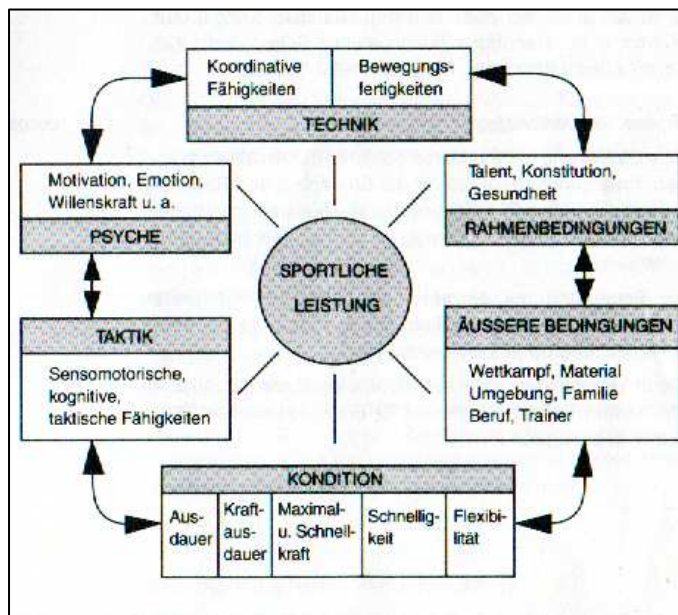 Koordinative
Fähigkeiten
Bewegungs-
fertigkeiten
TECHNIK
Motivation, Emotion,
Willenskraft u. a.
PSYCHE
Talent, Konstitution,
Gesundheit
RAHMENBEDINGUNGEN
SPORTLICHE
LEISTUNG
TAKTIK
Sensomotorische,
kognitive,
taktische Fähigkeiten
ÄUSSERE BEDINGUNGEN
Wettkampf, Material
Umgebung, Familie
Beruf, Trainer
KONDITION
Aus-
dauer
Kraft-
aus-
dauer
Maximal-
u. Schnell-
kraft
Schnellig-
keit
Flexibi-
lität